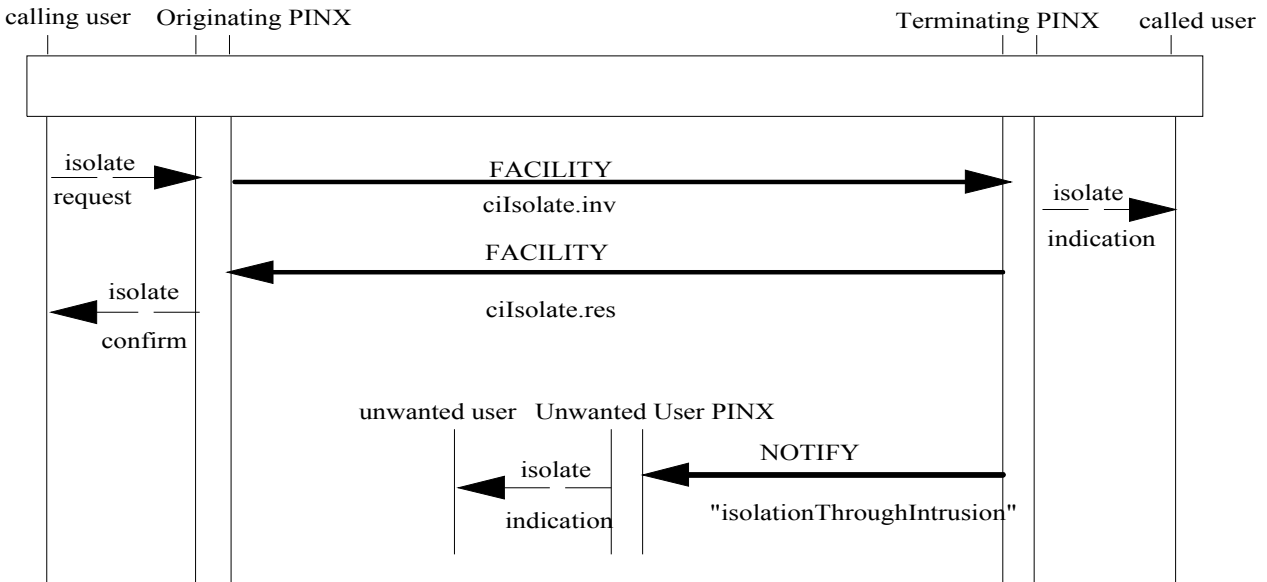 calling user Originating PINX Terminating PINX called user
isolate
request
FACILITY
ciIsolate.inv
isolate
indication
FACILITY
ciIsolate.res
isolate
confirm
unwanted user Unwanted User PINX
NOTIFY
isolate
indication
"isolationThroughIntrusion"